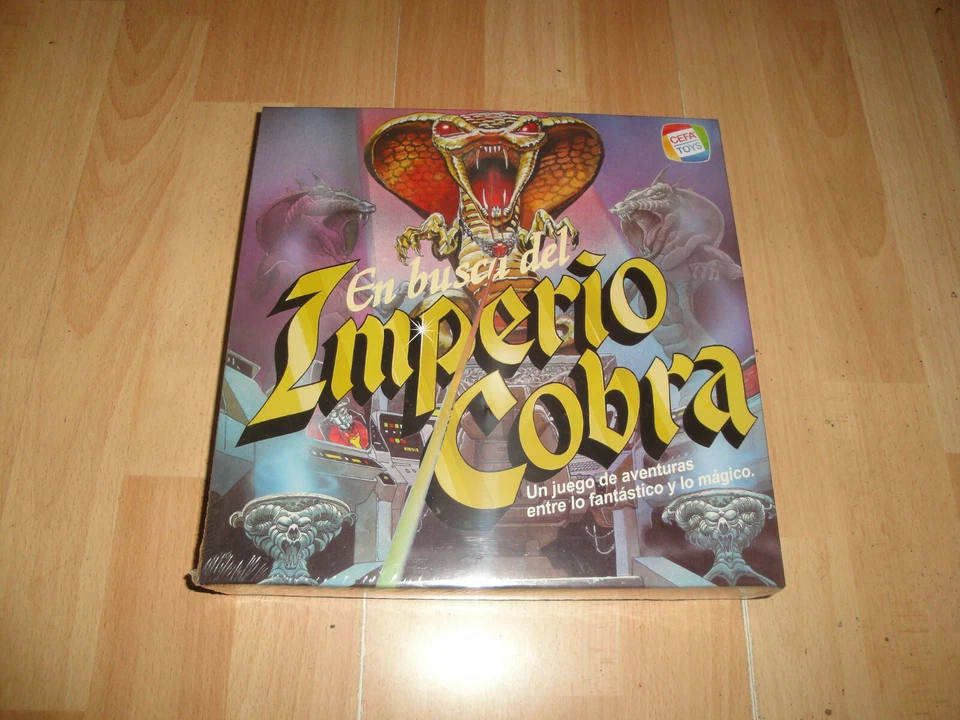 CEFA
TOYS
En busca del
Imperio
Cobra
Un juego de aventuras
entre lo fantástico y lo mágico.